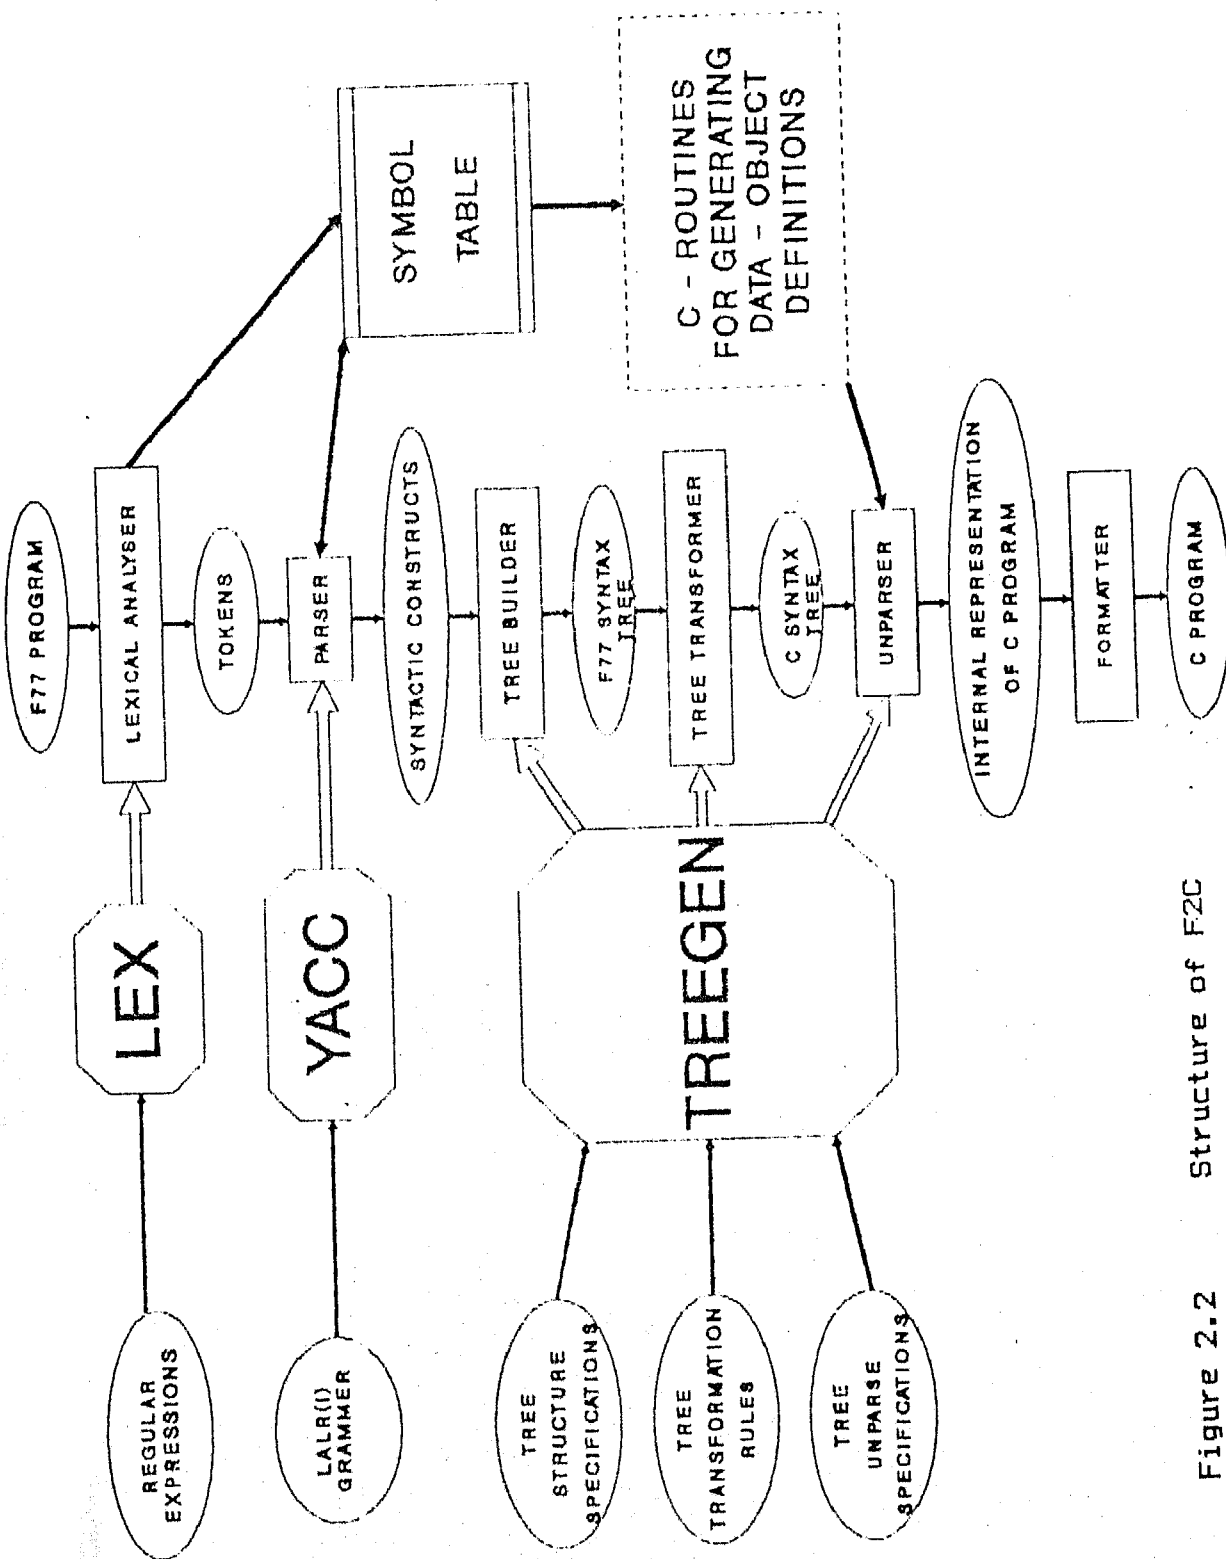 F77 PROGRAM
LEXICAL ANALYSER
TOKENS
PARSER
SYNTACTIC CONSTRUCTS
TREE BUILDER
F77 SYNTAX
TREE
TREE TRANSFORMER
C SYNTAX
TREE
UNPARSER
INTERNAL REPRESENTATION
OF C PROGRAM
FORMATTER
C PROGRAM
SYMBOL
TABLE
C - ROUTINES
FOR GENERATING
DATA - OBJECT
DEFINITIONS
LEX
YACC
TREEGEN
REGULAR
EXPRESSIONS
LALR(1)
GRAMMER
TREE
STRUCTURE
SPECIFICATIONS
TREE
TRANSFORMATION
RULES
TREE
UNPARSE
SPECIFICATIONS
Figure 2.2 Structure of F2C